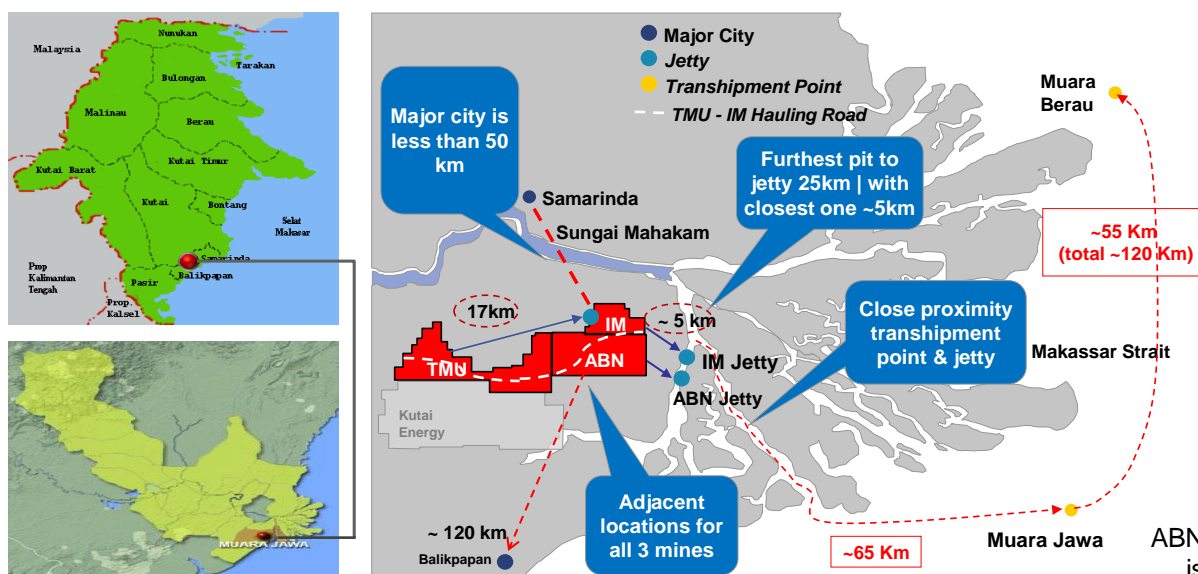 Nunukan
Malaysia
Tarakan
Bulongan
Malinau
Berau
Kutai Timur
Kutai Barat
Kutai
Bontang
Selat
Makasar
Samarinda
Balikpapan
Prop
Kalimantan
Tengah
Pasir
Prop.
Kalsel
MUARA JAWA
Major City
Jetty
Transhipment Point
TMU - IM Hauling Road
Muara
Berau
Major city is
less than 50
km
Furthest pit to
jetty 25km | with
closest one ~5km
Samarinda
Sungai Mahakam
~55 Km
(total ~120 Km)
Close proximity
transhipment
point & jetty
17km
IM
~ 5 km
TMU
ABN
IM Jetty
ABN Jetty
Makassar Strait
Kutai
Energy
Adjacent
locations for
all 3 mines
~ 120 km
Balikpapan
~65 Km
Muara Jawa
ABN
is